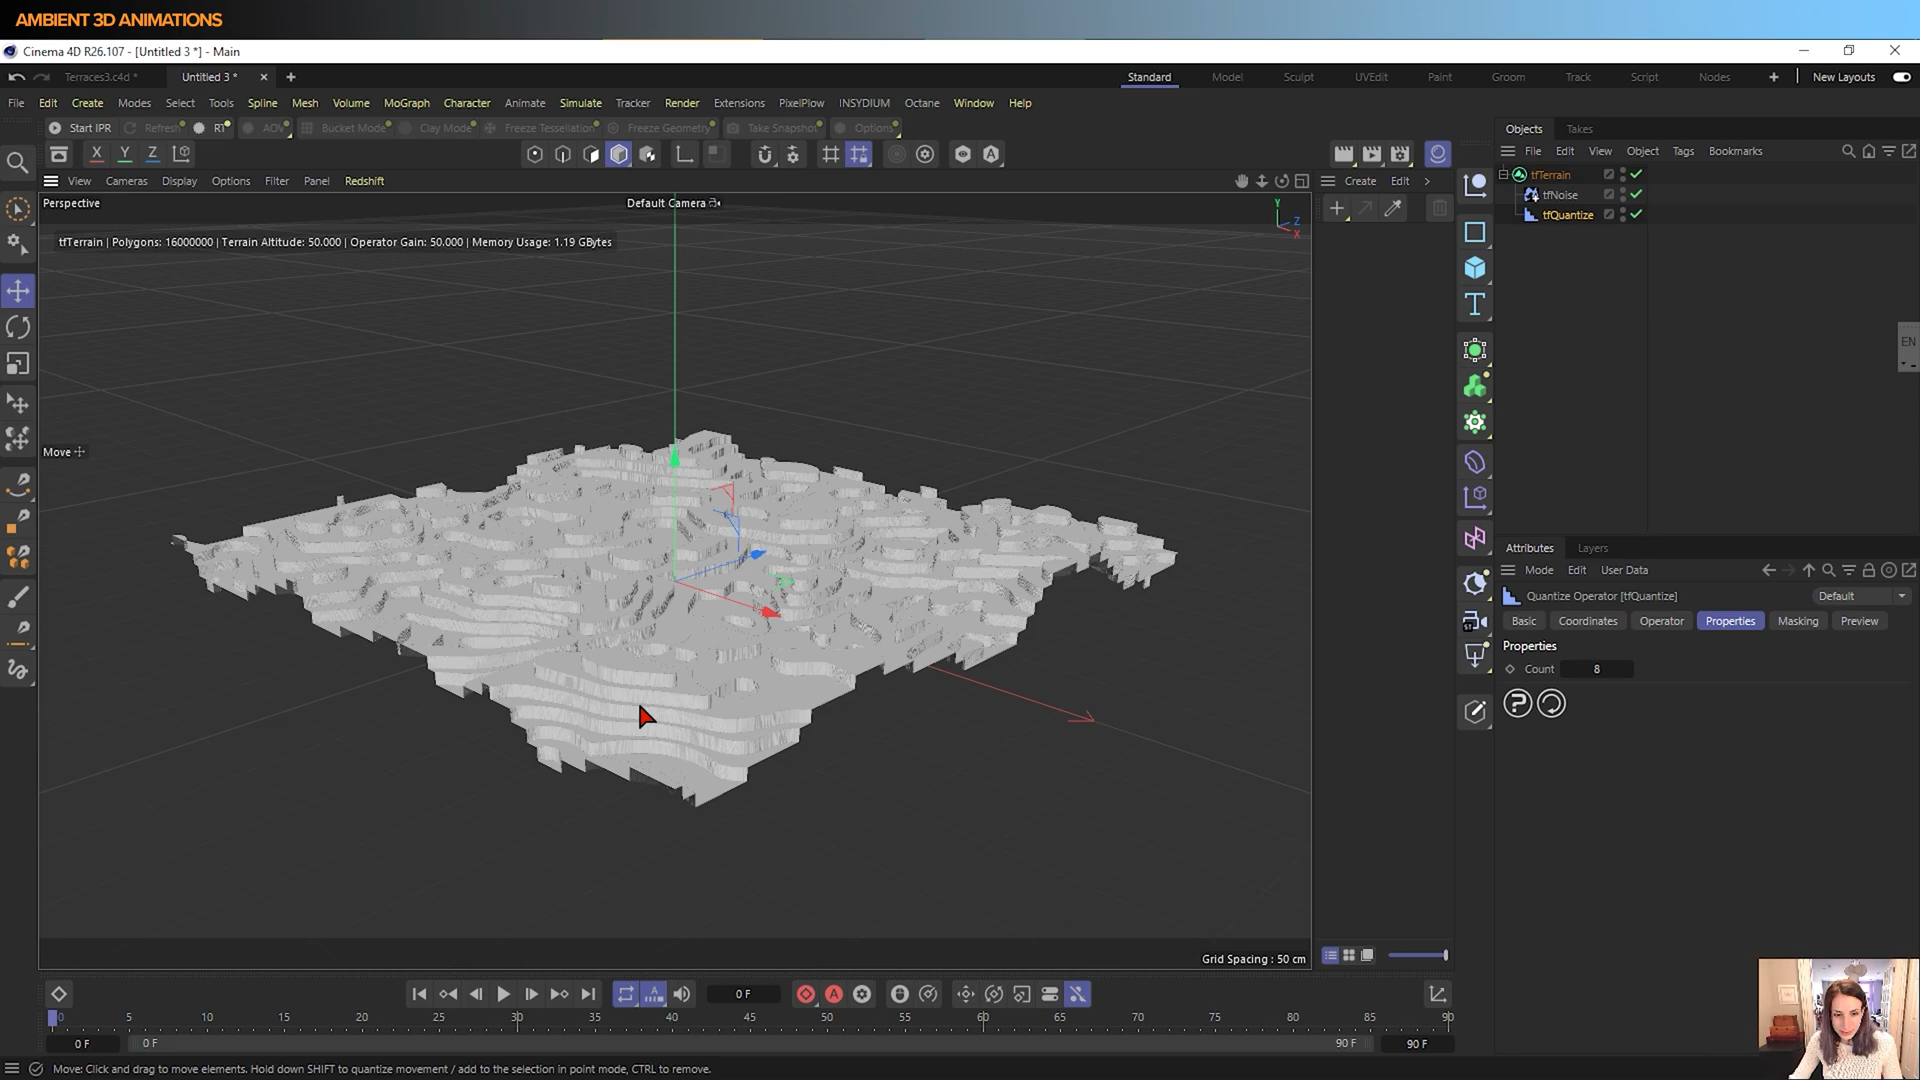 AMBIENT 3D ANIMATIONS
Cinema 4D R26.107 - [Untitled 3 *] - Main
Terraces3.c4d *
Untitled 3 *
Standard Model Sculpt UVEdit Paint Groom Track Script Nodes New Layouts
File Edit Create Modes Select Tools Spline Mesh Volume MoGraph Character Animate Simulate Tracker Render Extensions PixelPlow INSYDIUM Octane Window Help
Start IPR Refresh RT AOV Bucket Mode Clay Mode Freeze Tessellation Freeze Geometry Take Snapshot Options
Objects Takes
X Y Z
File Edit View Object Tags Bookmarks
View Cameras Display Options Filter Panel Redshift
Create Edit
Perspective
Default Camera
tfTerrain
tfNoise
tfQuantize
tfTerrain | Polygons: 16000000 | Terrain Altitude: 50.000 | Operator Gain: 50.000 | Memory Usage: 1.19 GBytes
Y
Z
X
EN
Move
Attributes Layers
Mode Edit User Data
Quantize Operator [tfQuantize]
Default
Basic Coordinates Operator Properties Masking Preview
Properties
Count 8
Grid Spacing : 50 cm
0 F
0 5 10 15 20 25 30 35 40 45 50 55 60 65 70 75 80 85 90
0 F 0 F 90 F 90 F
Move: Click and drag to move elements. Hold down SHIFT to quantize movement / add to the selection in point mode, CTRL to remove.